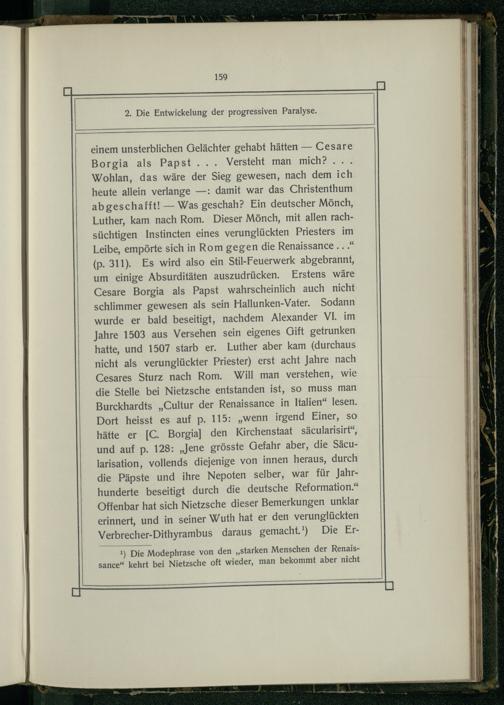 159
2. Die Entwickelung der progressiven Paralyse.
einem unsterblichen Gelächter gehabt hätten — Cesare
Borgia als Papst . . . Versteht man mich? . . .
Wohlan, das wäre der Sieg gewesen, nach dem ich
heute allein verlange —: damit war das Christenthum
abgeschafft! — Was geschah? Ein deutscher Mönch,
Luther, kam nach Rom. Dieser Mönch, mit allen rach-
süchtigen Instincten eines verunglückten Priesters im
Leibe, empörte sich in Rom gegen die Renaissance . . .“
(p. 311). Es wird also ein Stil-Feuerwerk abgebrannt,
um einige Absurditäten auszudrücken. Erstens wäre
Cesare Borgia als Papst wahrscheinlich auch nicht
schlimmer gewesen als sein Hallunken-Vater. Sodann
wurde er bald beseitigt, nachdem Alexander VI. im
Jahre 1503 aus Versehen sein eigenes Gift getrunken
hatte, und 1507 starb er. Luther aber kam (durchaus
nicht als verunglückter Priester) erst acht Jahre nach
Cesares Sturz nach Rom. Will man verstehen, wie
die Stelle bei Nietzsche entstanden ist, so muss man
Burckhardts „Cultur der Renaissance in Italien“ lesen.
Dort heisst es auf p. 115: „wenn irgend Einer, so
hätte er [C. Borgia] den Kirchenstaat säcularisirt“,
und auf p. 128: „Jene grösste Gefahr aber, die Säcu-
larisation, vollends diejenige von innen heraus, durch
die Päpste und ihre Nepoten selber, war für Jahr-
hunderte beseitigt durch die deutsche Reformation.“
Offenbar hat sich Nietzsche dieser Bemerkungen unklar
erinnert, und in seiner Wuth hat er den verunglückten
Verbrecher-Dithyrambus daraus gemacht.¹) Die Er-
¹) Die Modephrase von den „starken Menschen der Renais-
sance“ kehrt bei Nietzsche oft wieder, man bekommt aber nicht